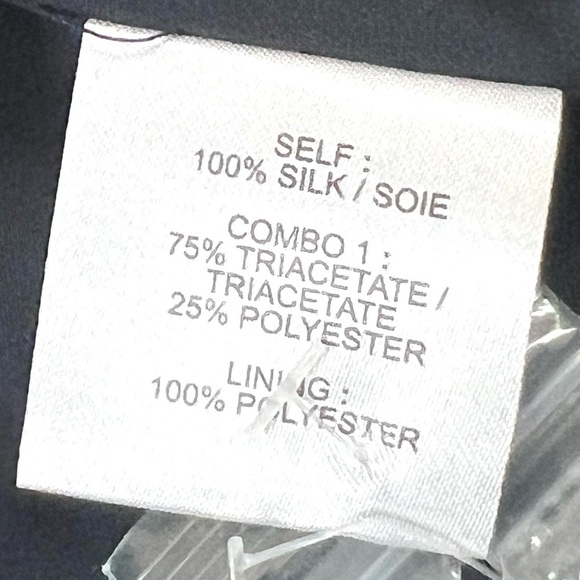 SELF :
100% SILK / SOIE
COMBO 1 :
75% TRIACETATE /
TRIACETATE
25% POLYESTER
LINING :
100% POLYESTER